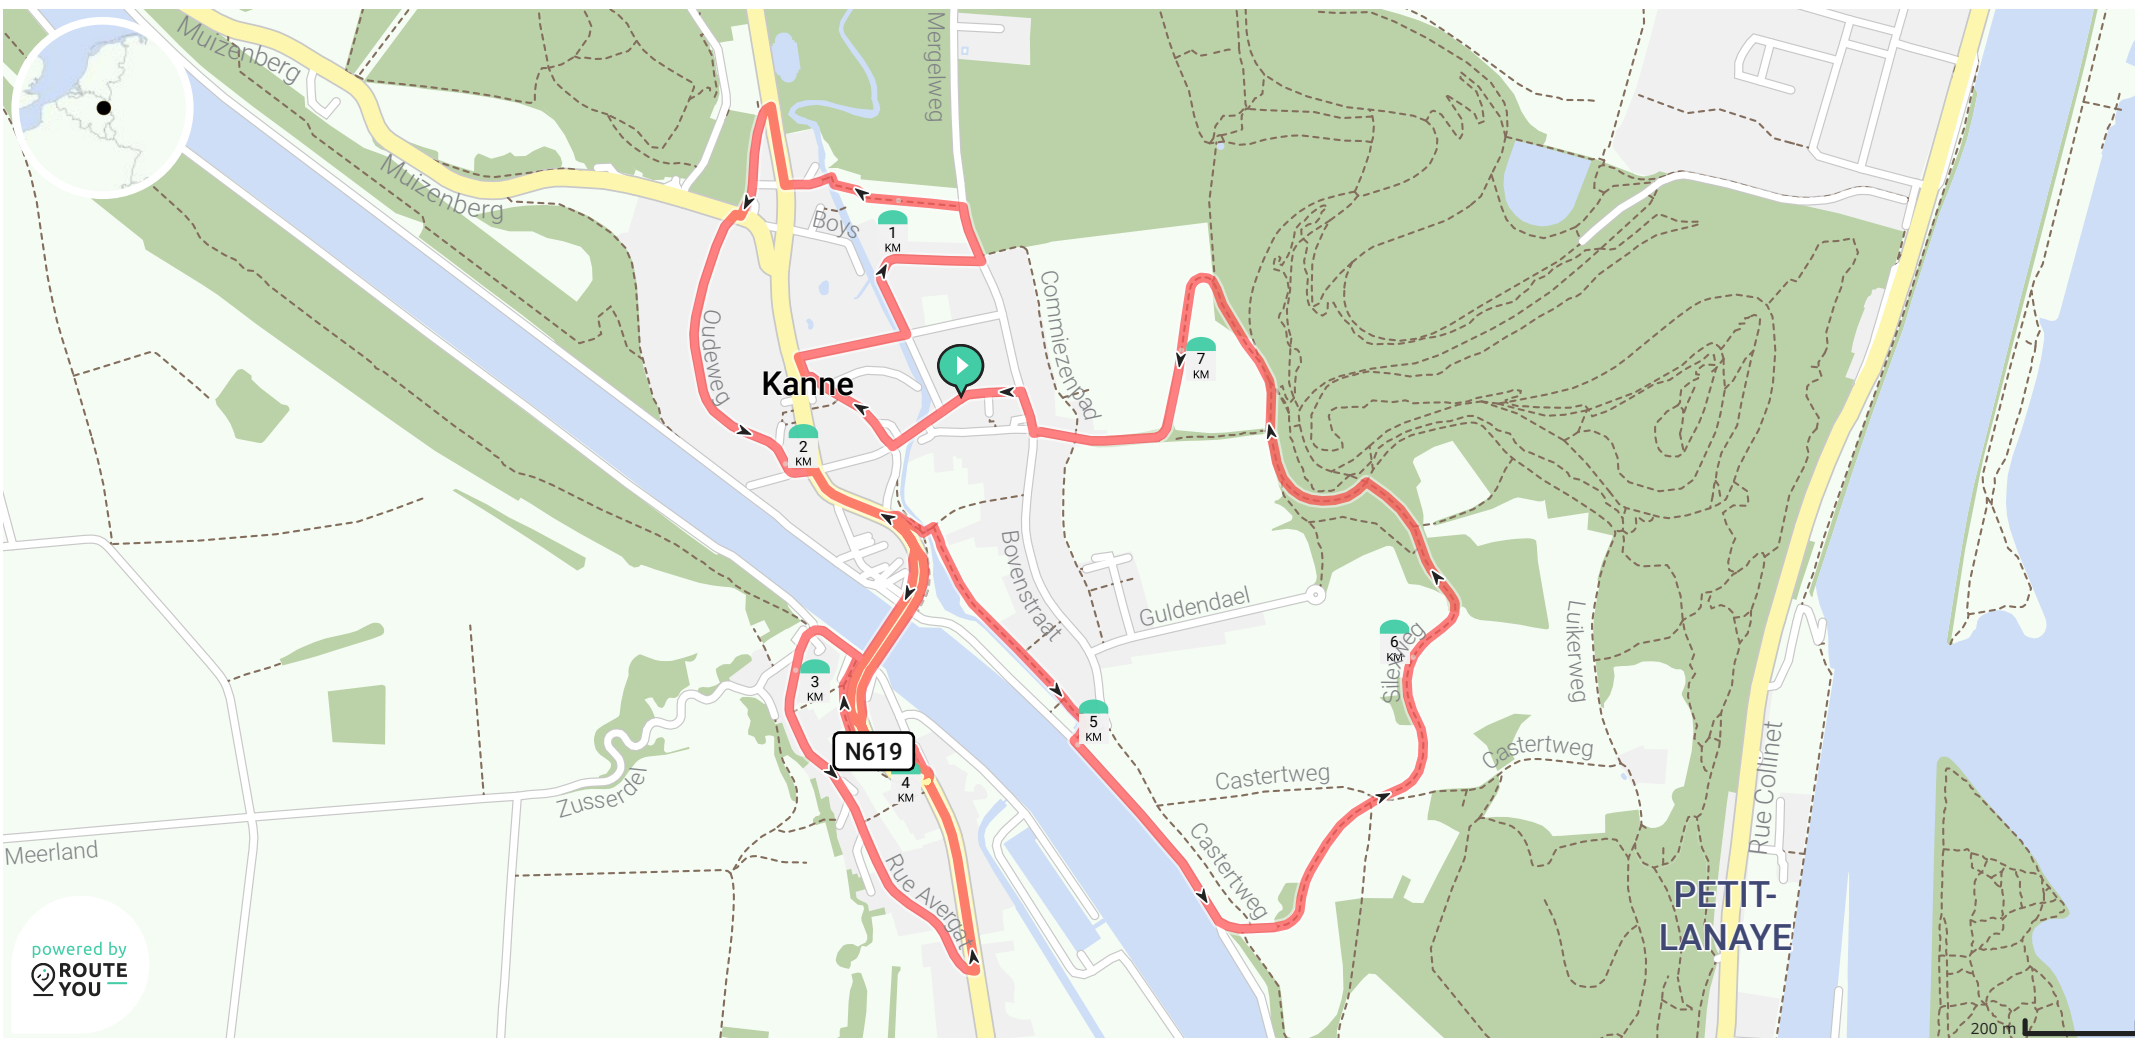 Muizenberg
Mergelweg
Muizenberg
Boys
1
KM
Commiezenpad
Oudeweg
7
KM
Kanne
2
KM
Bovenstraat
Guldendael
Luikerweg
6
KM
Silexweg
3
KM
5
KM
N619
4
KM
Castertweg
Castertweg
Rue Collinet
Zusserdel
Meerland
Castertweg
Rue Avergat
PETIT-
LANAYE
powered by
ROUTE
YOU
200 m